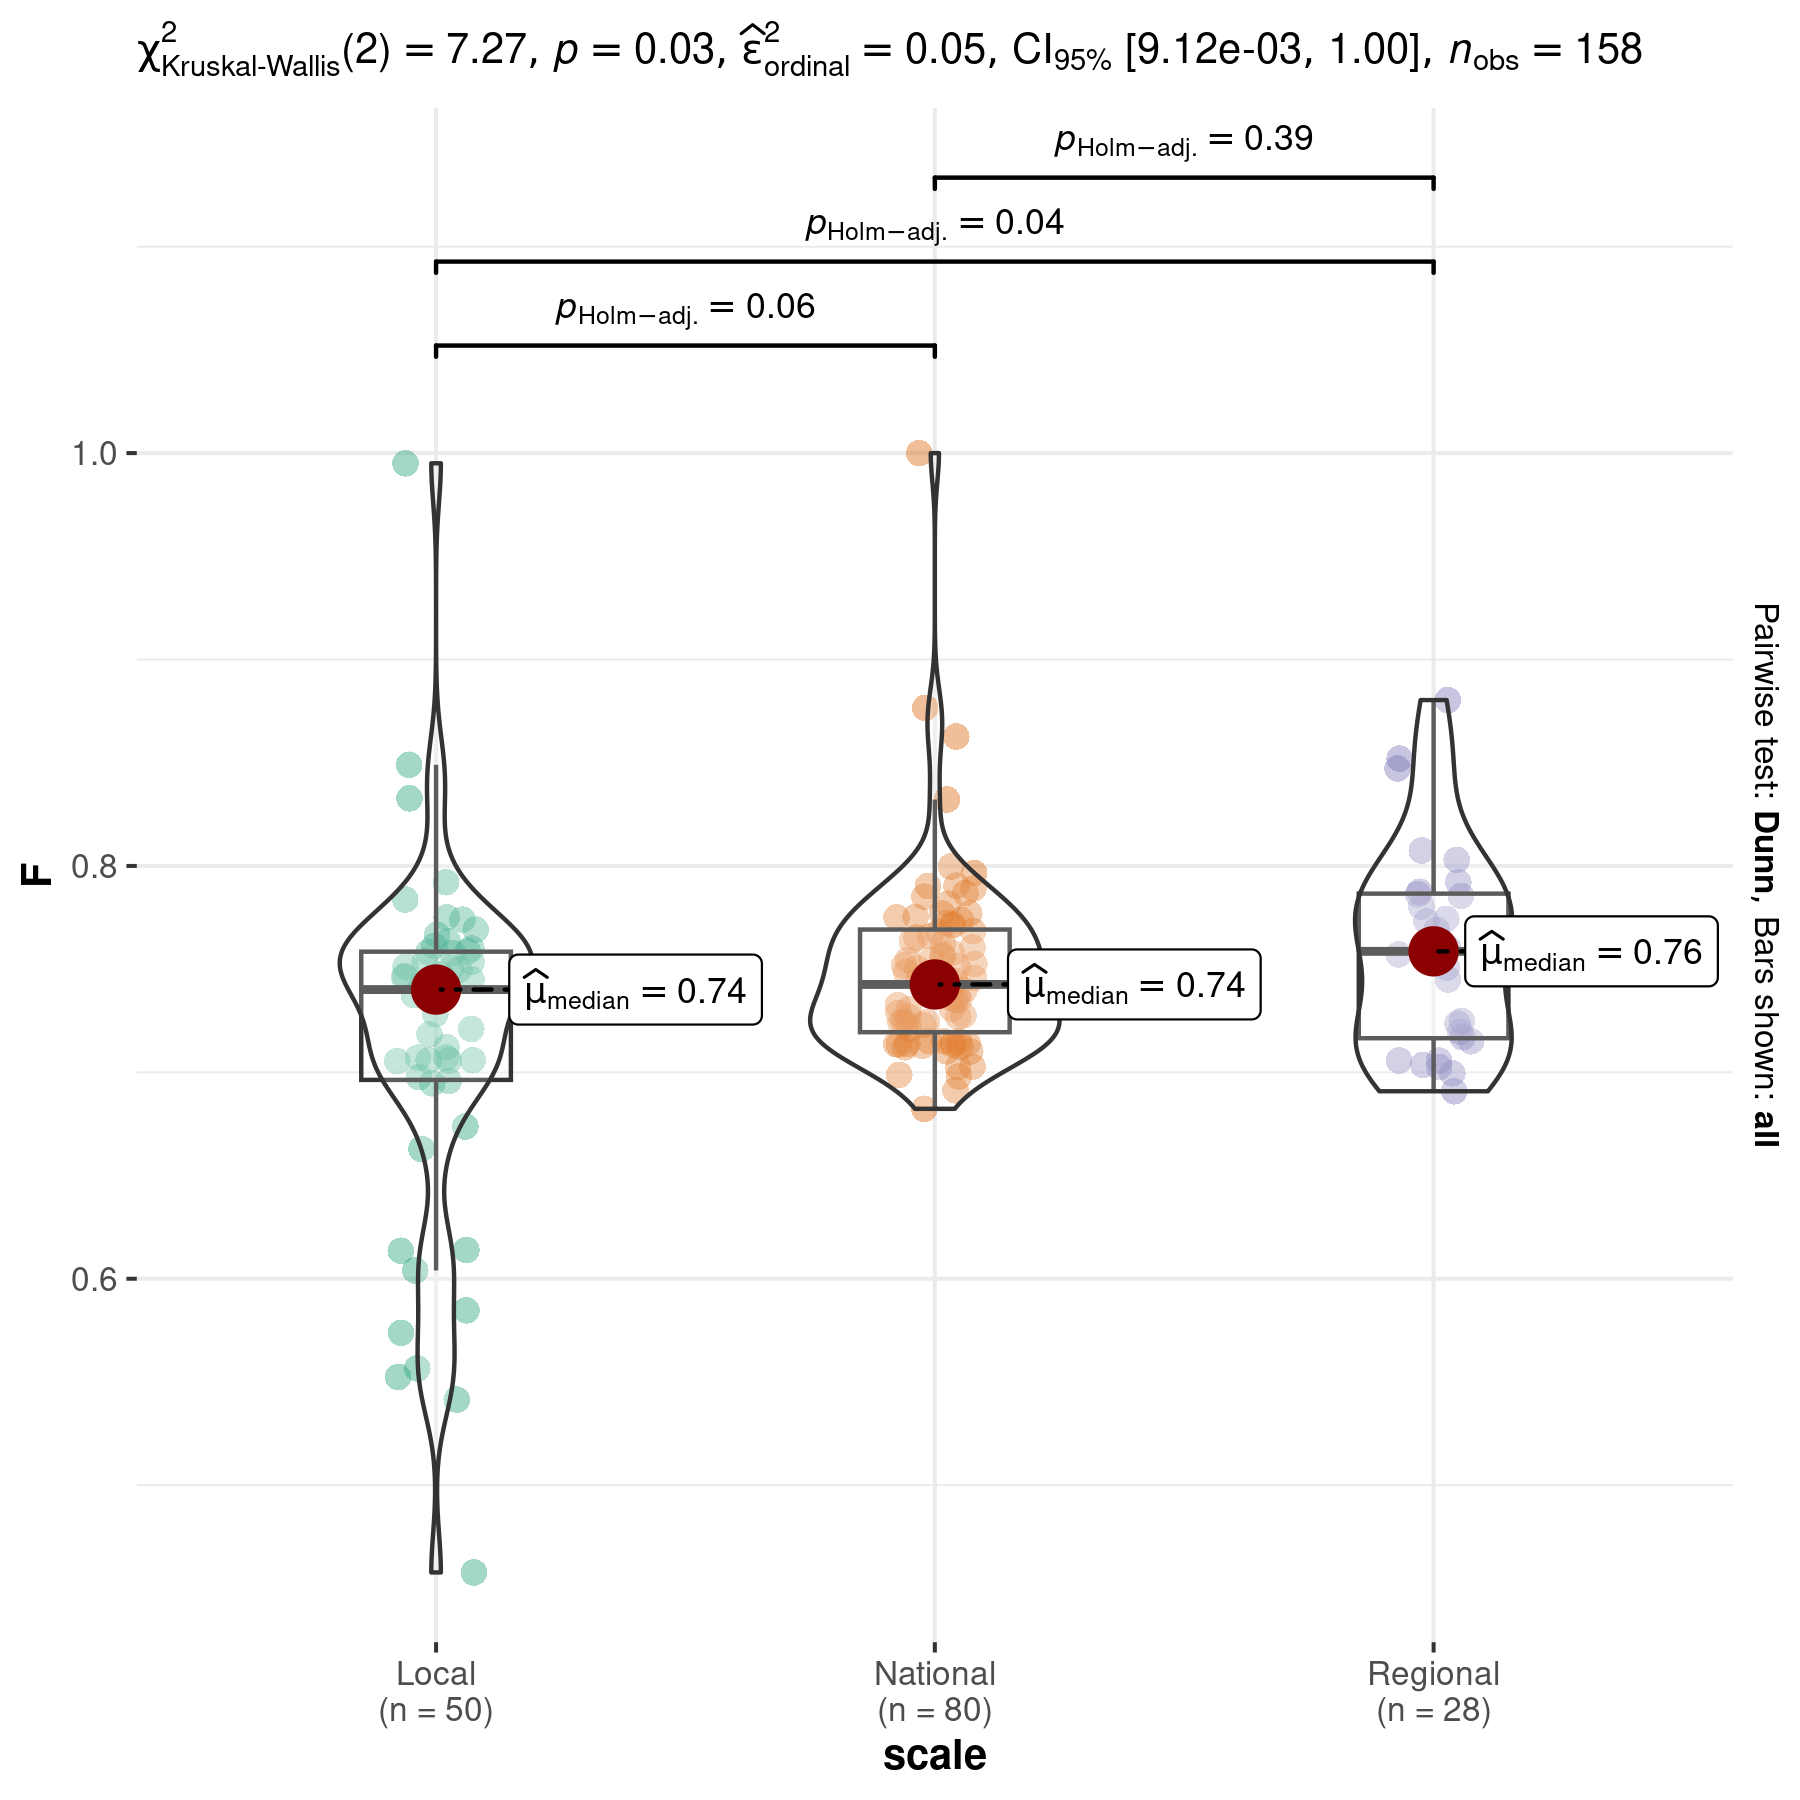 χ²Kruskal-Wallis(2) = 7.27, p = 0.03, ε̂²ordinal = 0.05, CI95% [9.12e-03, 1.00], nobs = 158
pHolm−adj. = 0.39
pHolm−adj. = 0.04
pHolm−adj. = 0.06
1.0
0.8
0.6
F
μ̂median = 0.74
μ̂median = 0.74
μ̂median = 0.76
Pairwise test: Dunn, Bars shown: all
Local
(n = 50)
National
(n = 80)
Regional
(n = 28)
scale